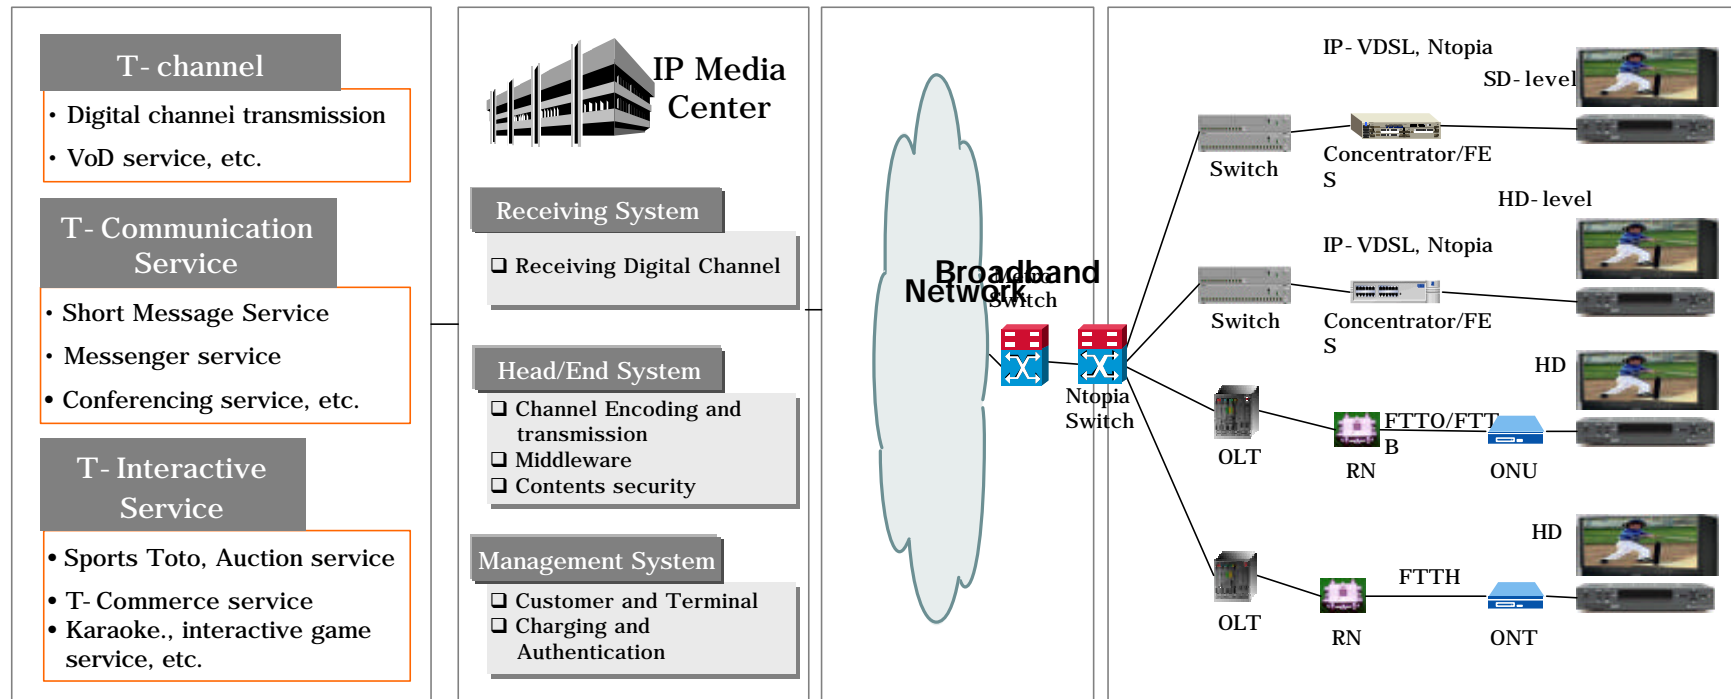 T- channel
· Digital channel transmission
· VoD service, etc.
T- Communication
Service
· Short Message Service
· Messenger service
• Conferencing service, etc.
T- Interactive
Service
• Sports Toto, Auction service
• T- Commerce service
• Karaoke., interactive game
service, etc.
IP Media
Center
Receiving System
❑ Receiving Digital Channel
Head/End System
❑ Channel Encoding and
transmission
❑ Middleware
❑ Contents security
Management System
❑ Customer and Terminal
❑ Charging and
Authentication
Broadband
Network
Metro
Switch
Ntopia
Switch
IP- VDSL, Ntopia
SD- level
Switch
Concentrator/FE
S
HD- level
IP- VDSL, Ntopia
Switch
Concentrator/FE
S
HD
OLT
RN
FTTO/FTT
B
ONU
HD
OLT
RN
FTTH
ONT